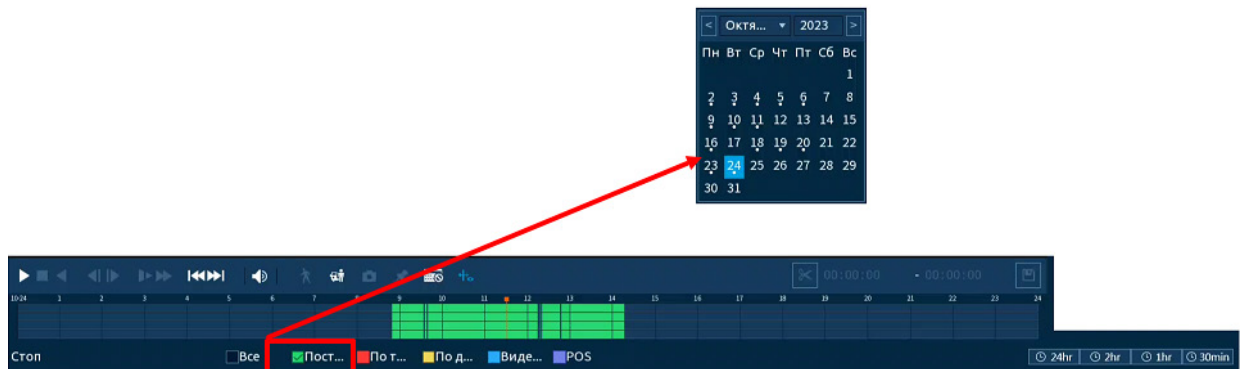 < Октя... 2023 >
Пн Вт Ср Чт Пт Сб Вс
1
2 3 4 5 6 7 8
9 10 11 12 13 14 15
16 17 18 19 20 21 22
23 24 25 26 27 28 29
30 31
00:00:00 - 00:00:00
10-24 1 2 3 4 5 6 7 8 9 10 11 12 13 14 15 16 17 18 19 20 21 22 23 24
Стоп Все Пост... По т... По д... Виде... POS 24hr 2hr 1hr 30min